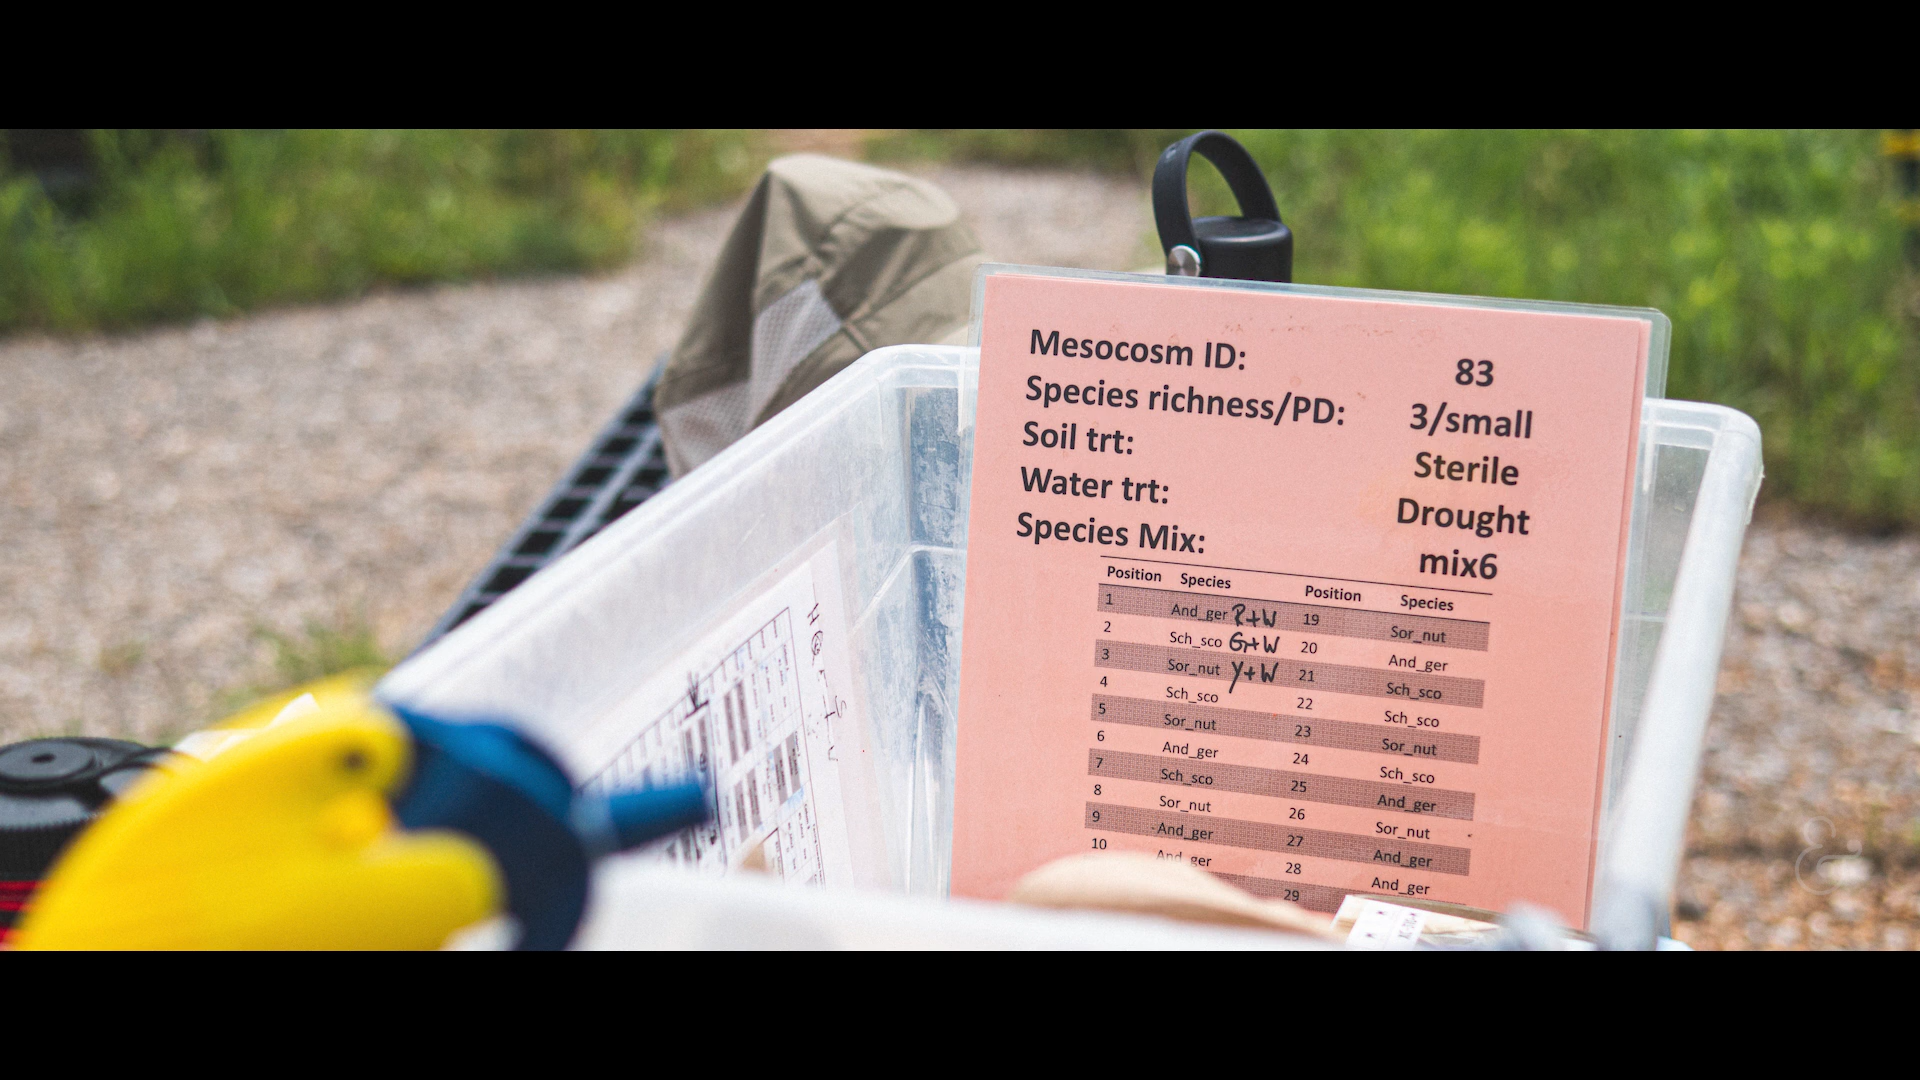 Mesocosm ID: 83
Species richness/PD: 3/small
Soil trt: Sterile
Water trt: Drought
Species Mix: mix6
Position Species Position Species
1 And_ger R+W 19 Sor_nut
2 Sch_sco G+W 20 And_ger
3 Sor_nut Y+W 21 Sch_sco
4 Sch_sco 22 Sch_sco
5 Sor_nut 23 Sor_nut
6 And_ger 24 Sch_sco
7 Sch_sco 25 And_ger
8 Sor_nut 26 Sor_nut
9 And_ger 27 And_ger
10 And_ger 28 And_ger
29